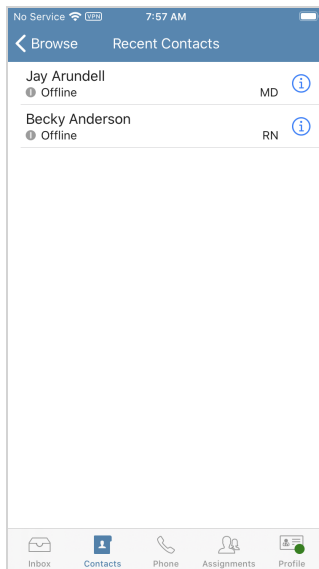 No Service VPN 7:57 AM
Browse Recent Contacts
Jay Arundell
Offline MD
Becky Anderson
Offline RN
Inbox Contacts Phone Assignments Profile